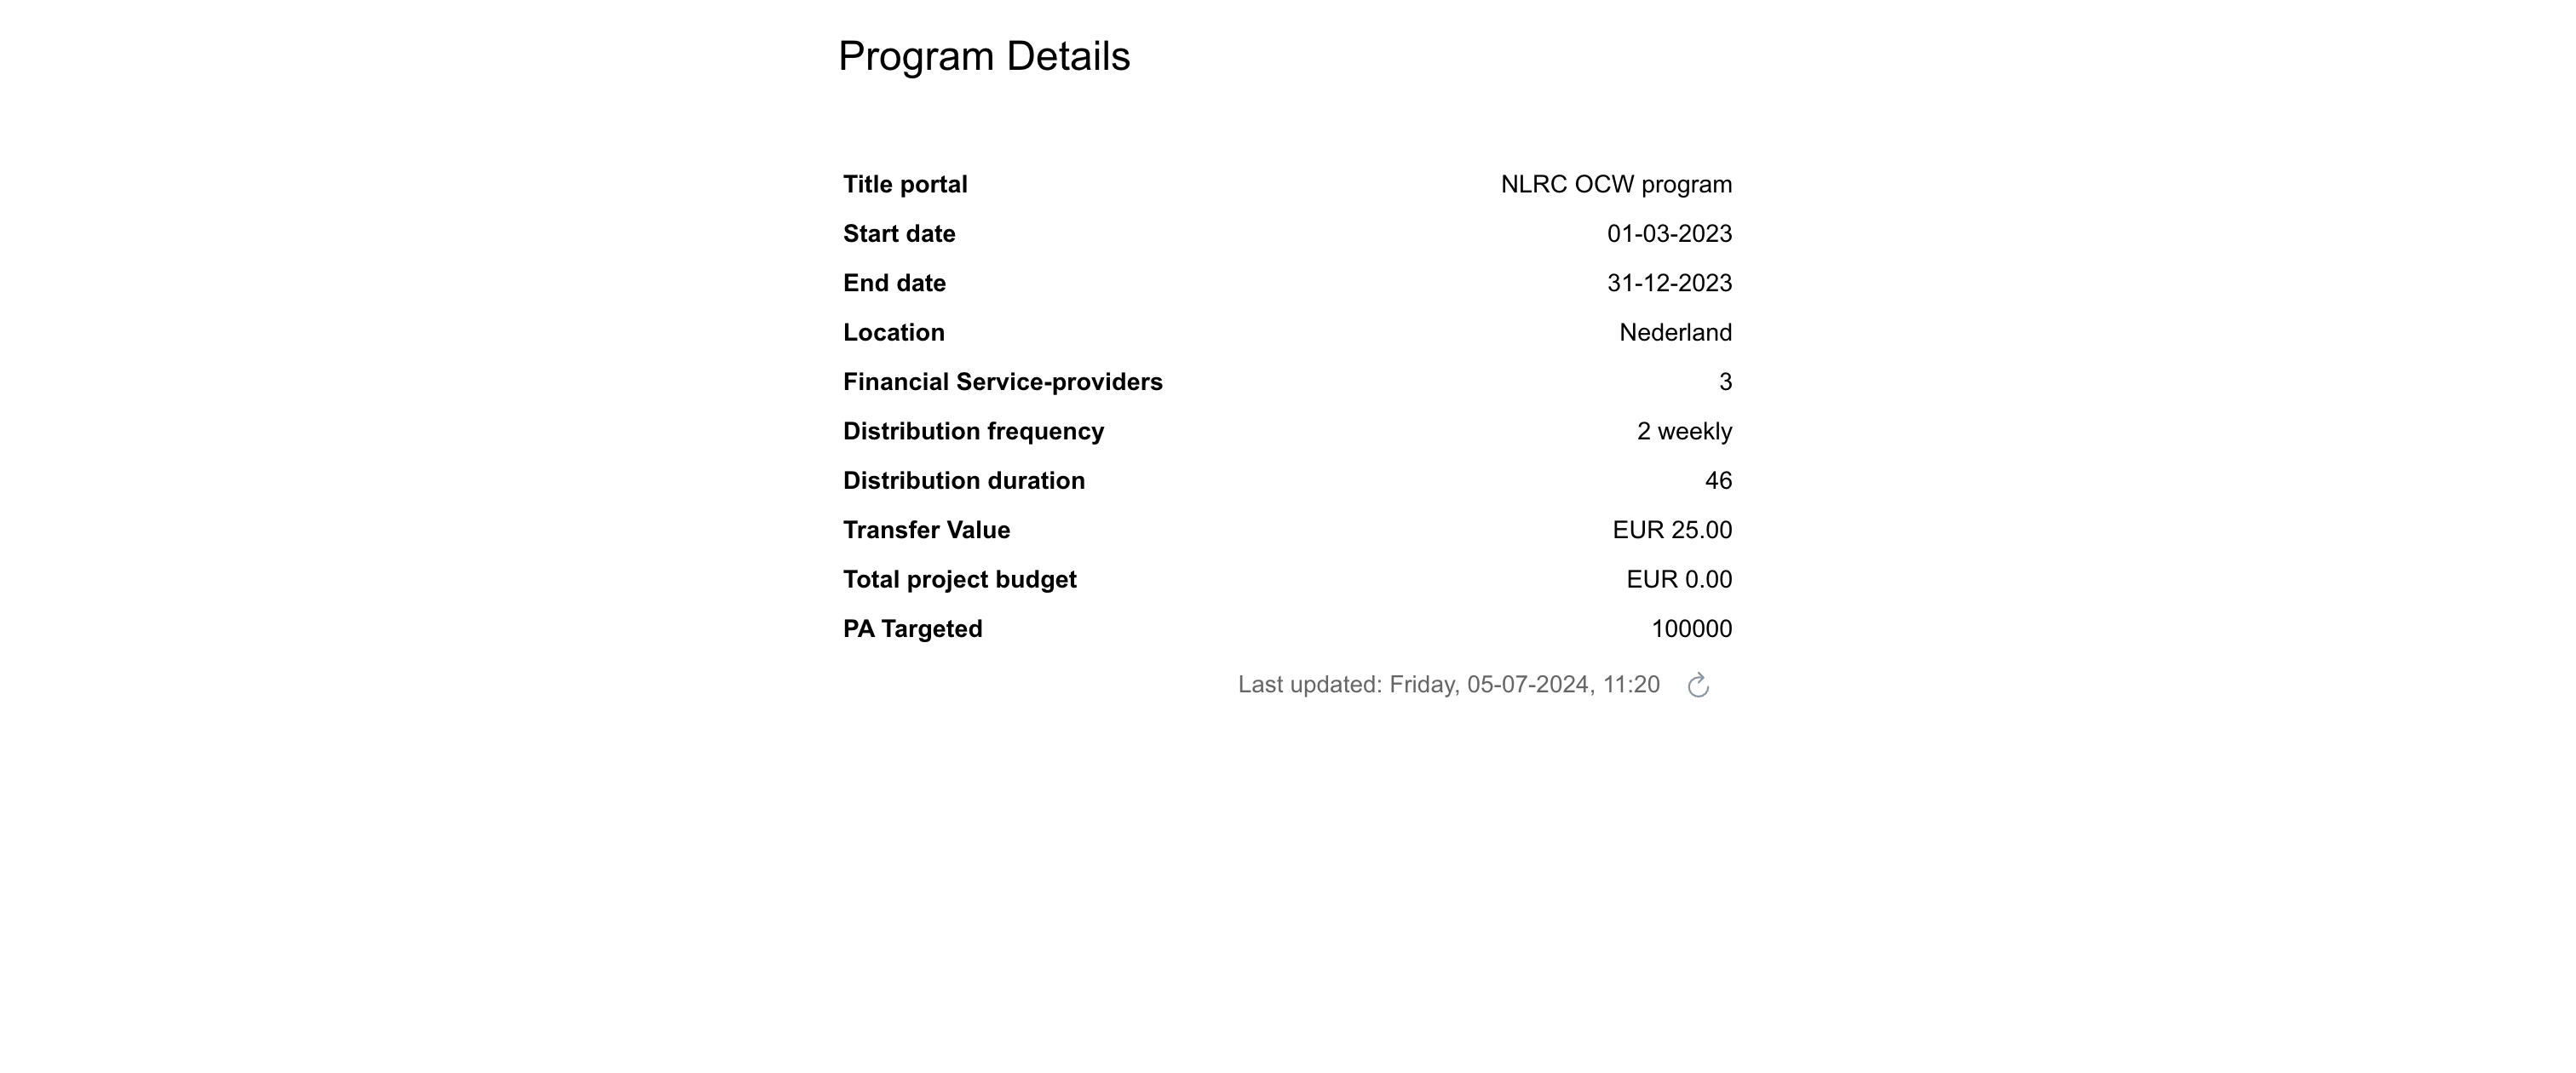 Program Details
Title portal NLRC OCW program
Start date 01-03-2023
End date 31-12-2023
Location Nederland
Financial Service-providers 3
Distribution frequency 2 weekly
Distribution duration 46
Transfer Value EUR 25.00
Total project budget EUR 0.00
PA Targeted 100000
Last updated: Friday, 05-07-2024, 11:20